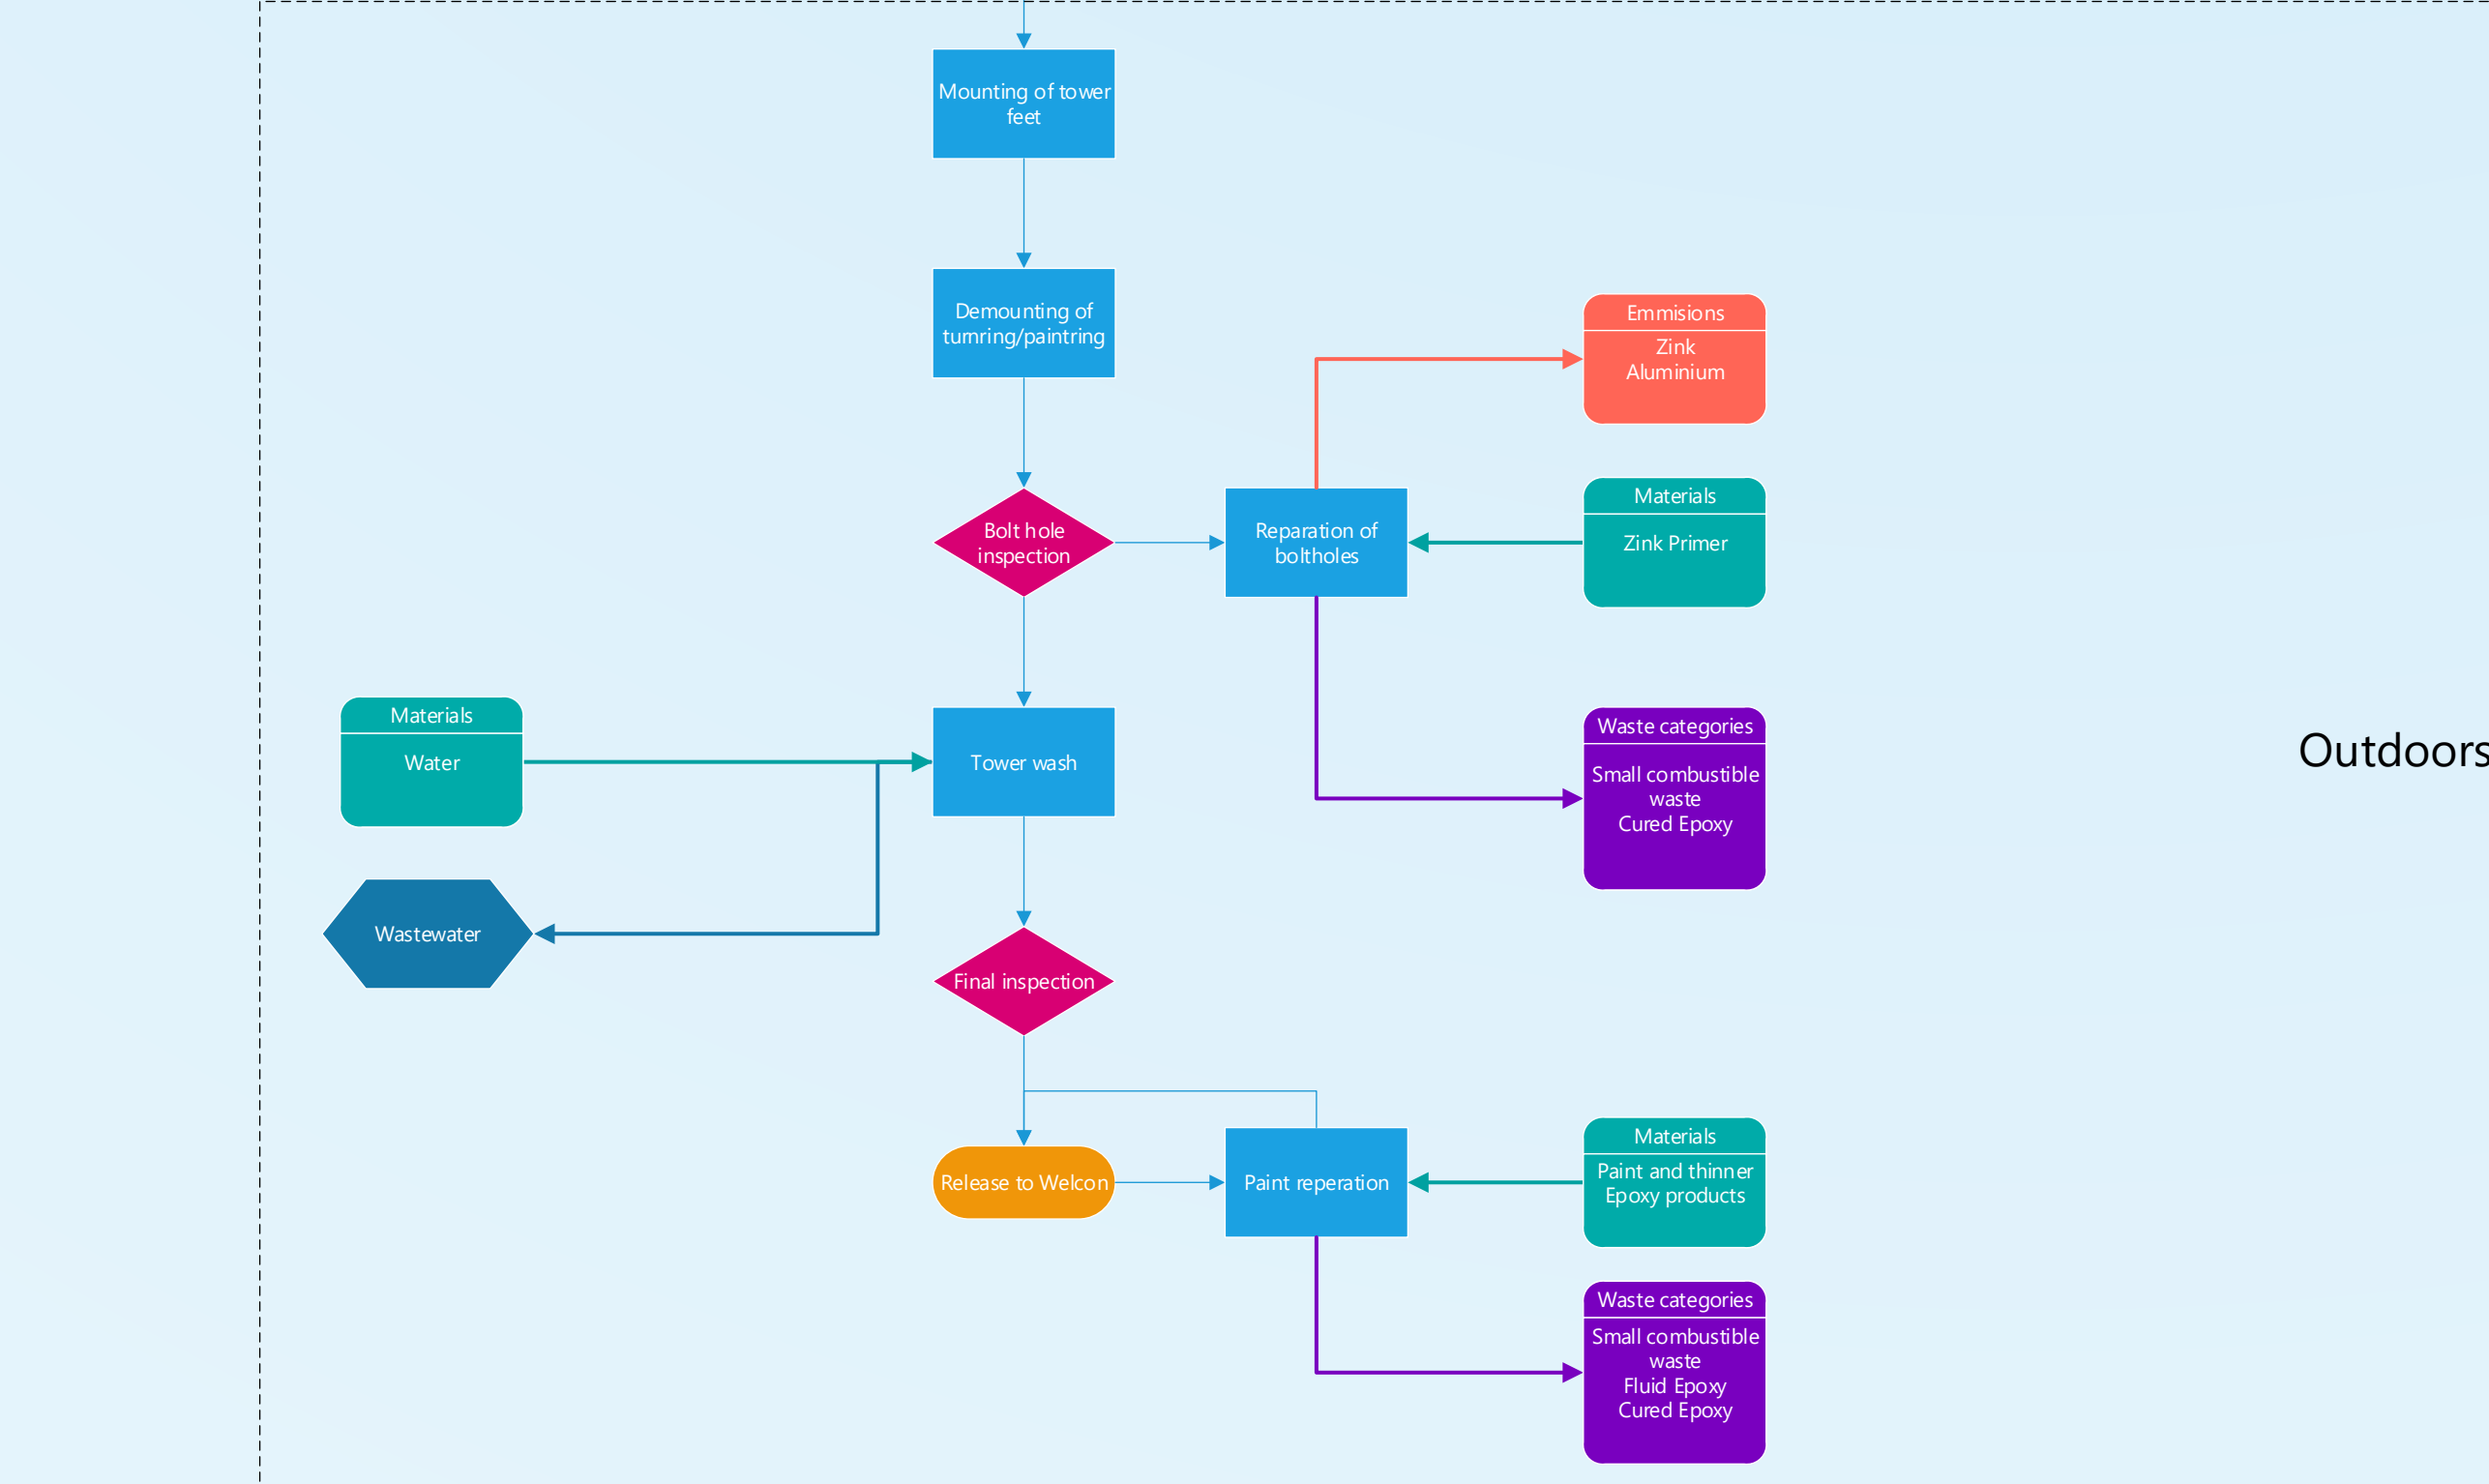 Mounting of tower
feet
Demounting of
turnring/paintring
Emmisions
Zink
Aluminium
Bolt hole
inspection
Reparation of
boltholes
Materials
Zink Primer
Materials
Water
Tower wash
Waste categories
Small combustible
waste
Cured Epoxy
Outdoors
Wastewater
Final inspection
Release to Welcon
Paint reperation
Materials
Paint and thinner
Epoxy products
Waste categories
Small combustible
waste
Fluid Epoxy
Cured Epoxy